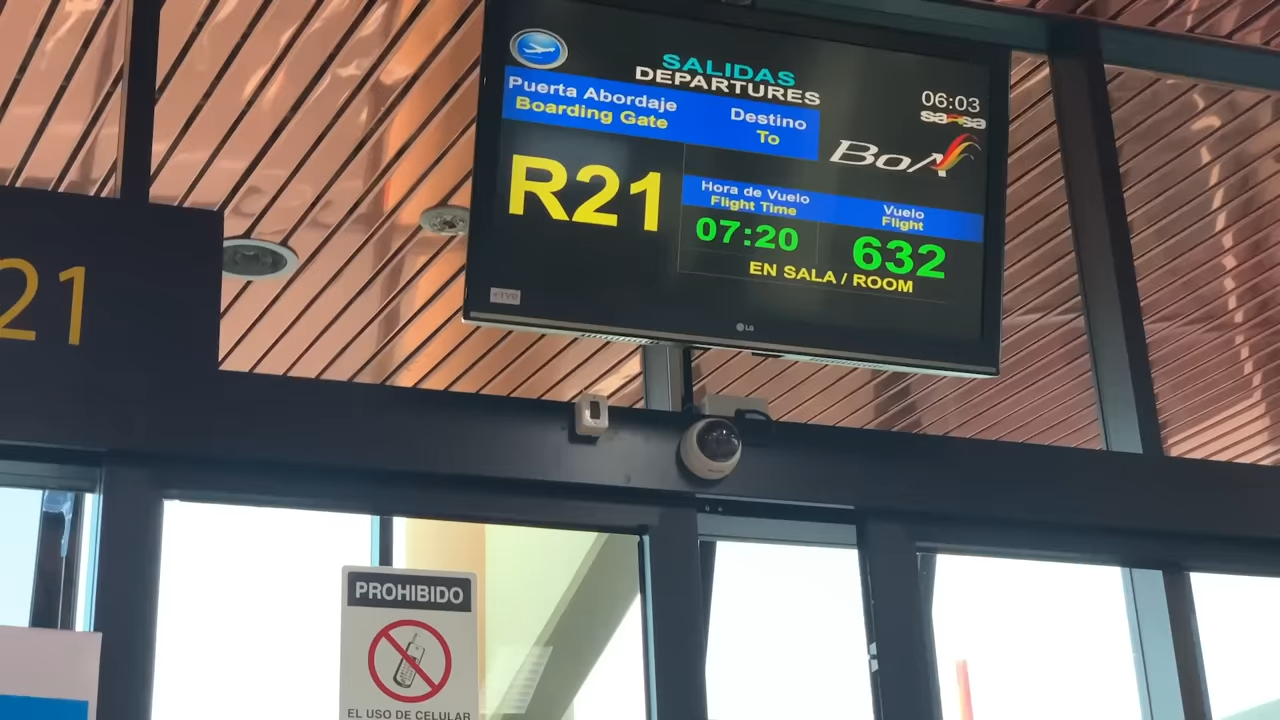 SALIDAS
DEPARTURES
06:03
sabsa
Puerta Abordaje
Boarding Gate
Destino
To
BoA
R21
Hora de Vuelo
Flight Time
Vuelo
Flight
07:20
632
EN SALA / ROOM
LG
21
PROHIBIDO
EL USO DE CELULAR